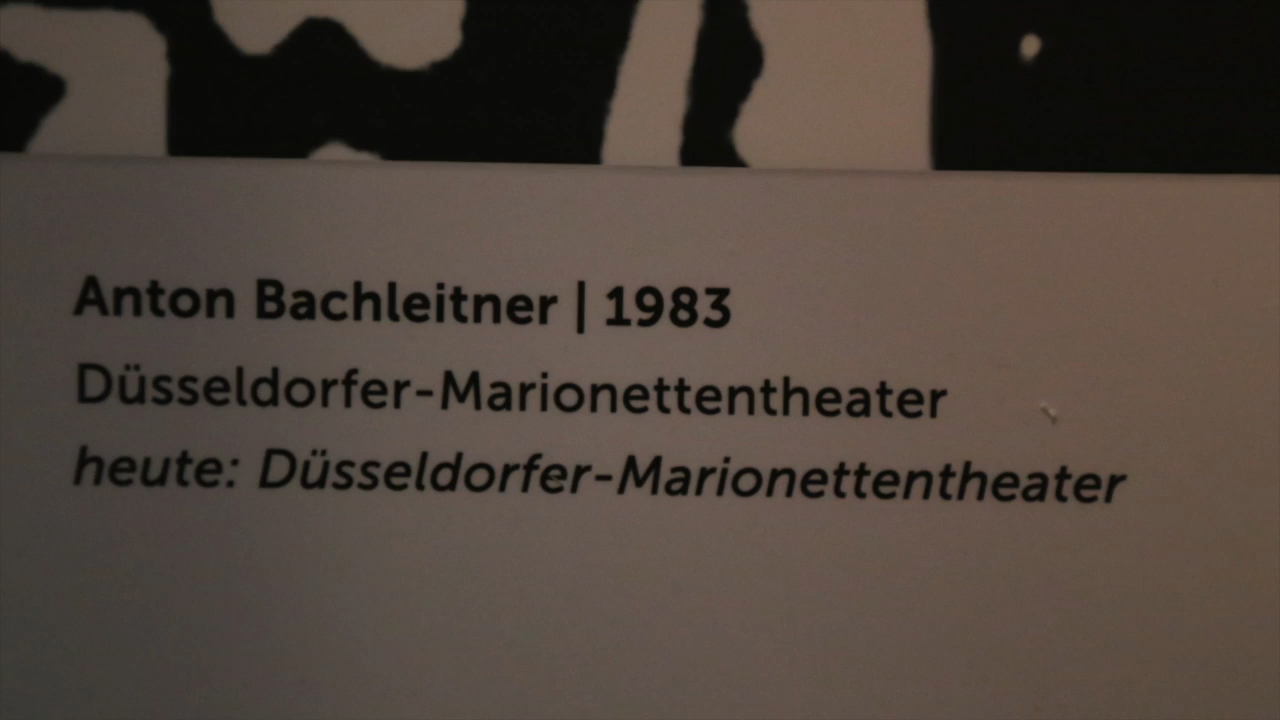 Anton Bachleitner | 1983
Düsseldorfer-Marionettentheater
heute: Düsseldorfer-Marionettentheater